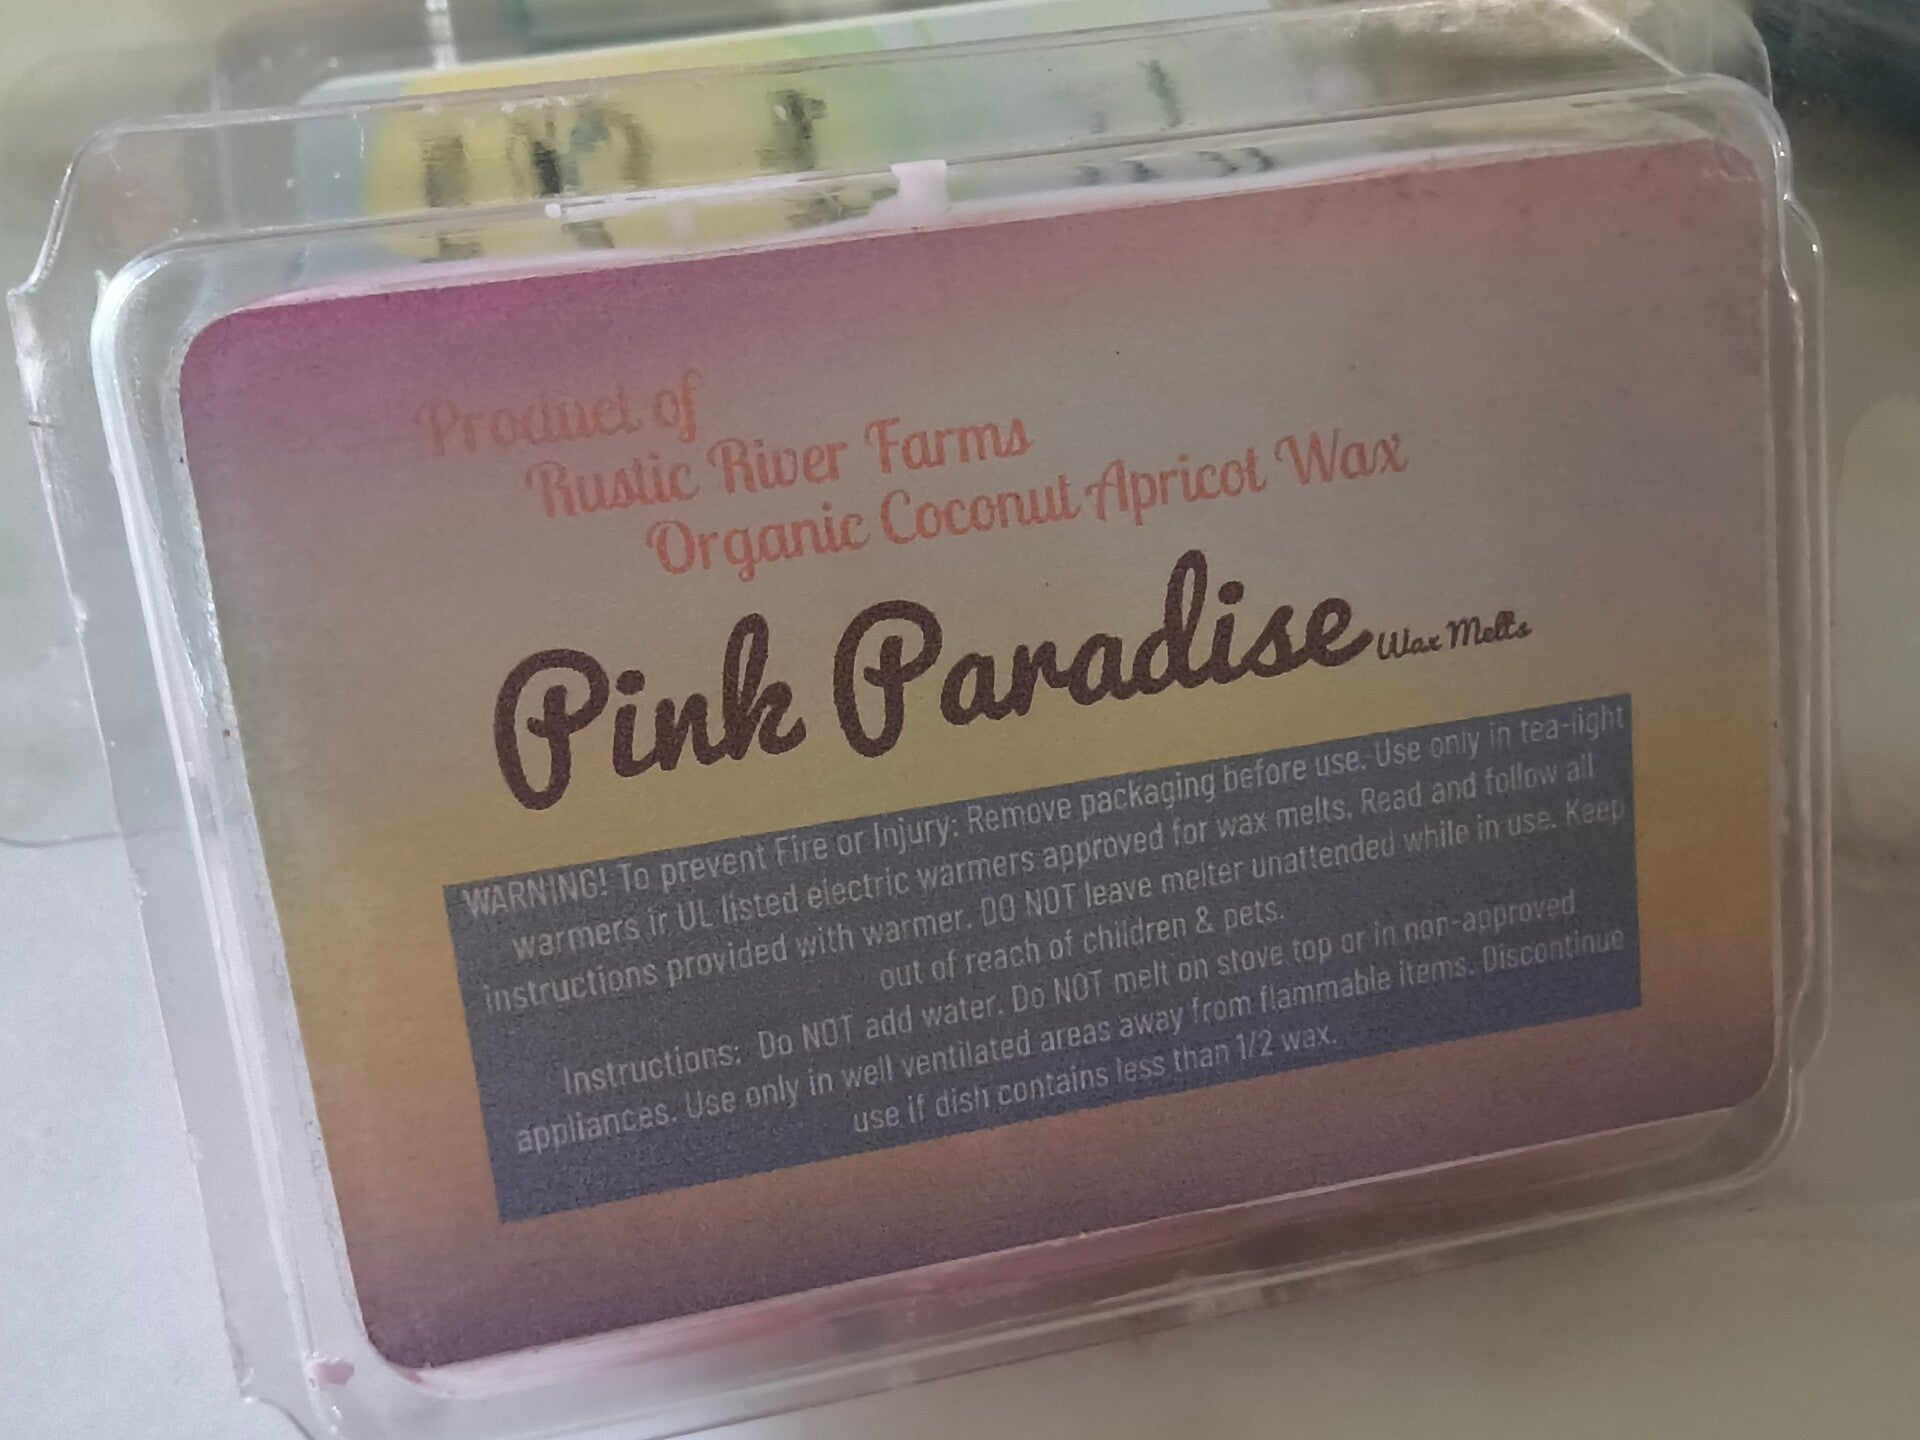 Product of
Rustic River Farms
Organic Coconut Apricot Wax
Pink Paradise Wax Melts
WARNING! To prevent Fire or Injury: Remove packaging before use. Use only in tea-light
warmers ir UL listed electric warmers approved for wax melts. Read and follow all
instructions provided with warmer. DO NOT leave melter unattended while in use. Keep
out of reach of children & pets.
Instructions: Do NOT add water. Do NOT melt on stove top or in non-approved
appliances. Use only in well ventilated areas away from flammable items. Discontinue
use if dish contains less than 1/2 wax.